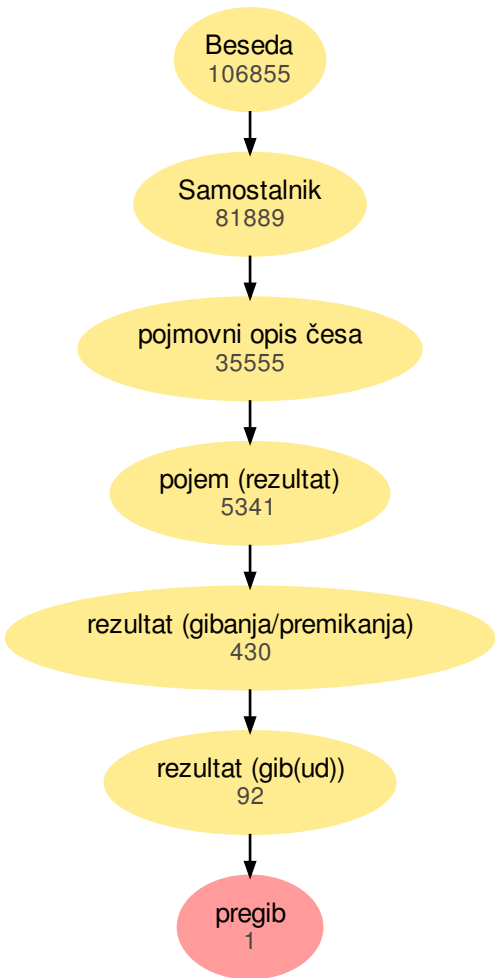 Beseda
106855
Samostalnik
81889
pojmovni opis česa
35555
pojem (rezultat)
5341
rezultat (gibanja/premikanja)
430
rezultat (gib(ud))
92
pregib
1